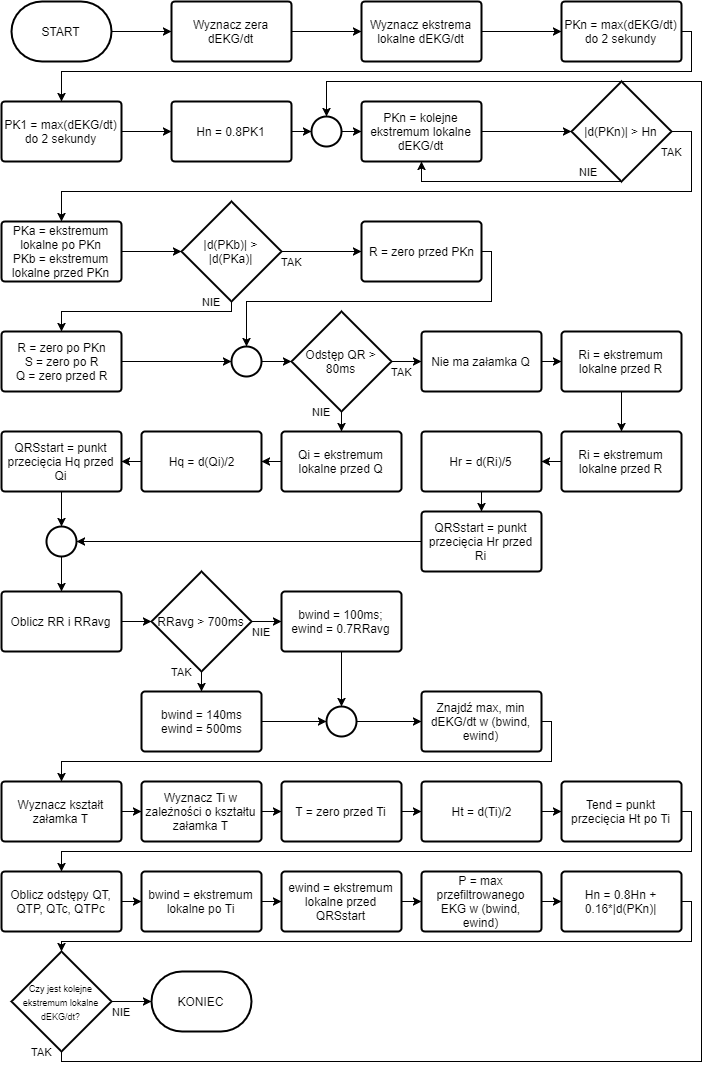 START
Wyznacz zera
dEKG/dt
Wyznacz ekstrema
lokalne dEKG/dt
PKn = max(dEKG/dt)
do 2 sekundy
PK1 = max(dEKG/dt)
do 2 sekundy
Hn = 0.8PK1
PKn = kolejne
ekstremum lokalne
dEKG/dt
|d(PKn)| > Hn
TAK
NIE
PKa = ekstremum
lokalne po PKn
PKb = ekstremum
lokalne przed PKn
|d(PKb)| >
|d(PKa)|
TAK
NIE
R = zero przed PKn
R = zero po PKn
S = zero po R
Q = zero przed R
Odstęp QR >
80ms
TAK
NIE
Nie ma załamka Q
Ri = ekstremum
lokalne przed R
QRSstart = punkt
przecięcia Hq przed
Qi
Hq = d(Qi)/2
Qi = ekstremum
lokalne przed Q
Hr = d(Ri)/5
Ri = ekstremum
lokalne przed R
QRSstart = punkt
przecięcia Hr przed
Ri
Oblicz RR i RRavg
RRavg > 700ms
NIE
TAK
bwind = 100ms;
ewind = 0.7RRavg
bwind = 140ms
ewind = 500ms
Znajdź max, min
dEKG/dt w (bwind,
ewind)
Wyznacz kształt
załamka T
Wyznacz Ti w
zależności o kształtu
załamka T
T = zero przed Ti
Ht = d(Ti)/2
Tend = punkt
przecięcia Ht po Ti
Oblicz odstępy QT,
QTP, QTc, QTPc
bwind = ekstremum
lokalne po Ti
ewind = ekstremum
lokalne przed
QRSstart
P = max
przefiltrowanego
EKG w (bwind,
ewind)
Hn = 0.8Hn +
0.16*|d(PKn)|
Czy jest kolejne
ekstremum lokalne
dEKG/dt?
NIE
TAK
KONIEC